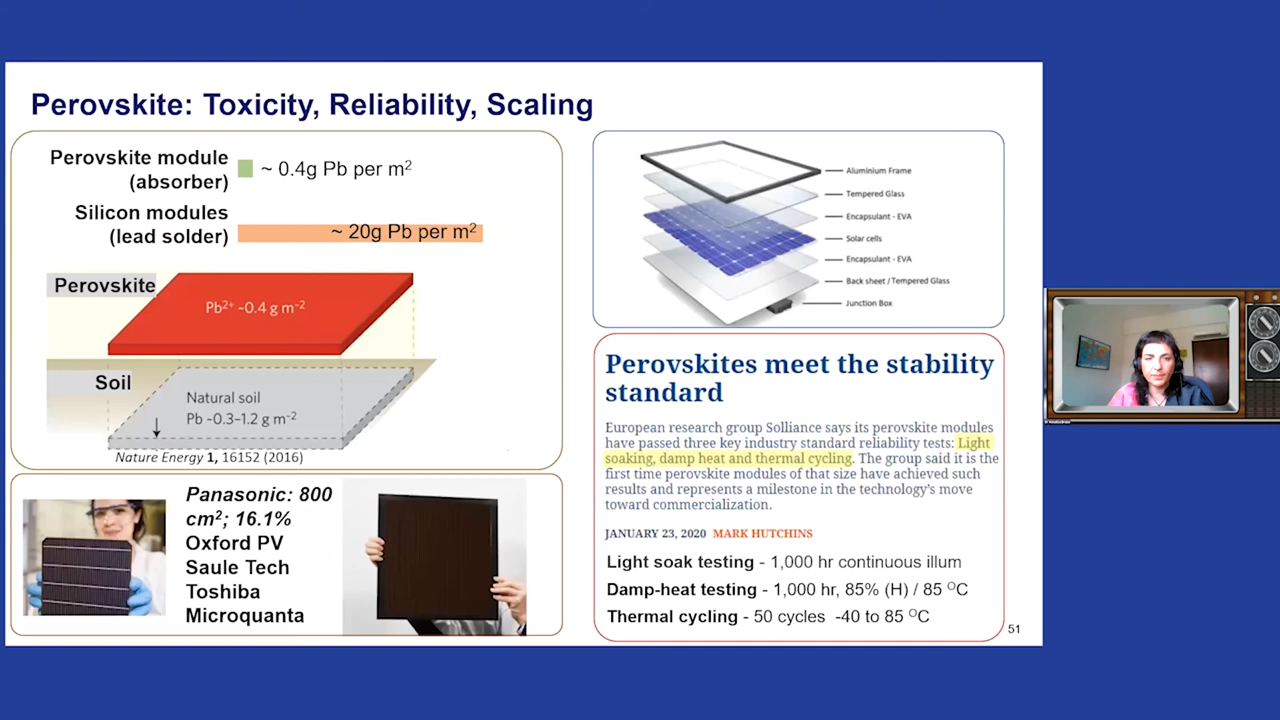 Perovskite: Toxicity, Reliability, Scaling
Perovskite module
(absorber)
~ 0.4g Pb per m²
Silicon modules
(lead solder)
~ 20g Pb per m²
Perovskite
Pb²⁺ ~0.4 g m⁻²
Soil
Natural soil
Pb ~0.3–1.2 g m⁻²
Nature Energy 1, 16152 (2016)
Panasonic: 800
cm²; 16.1%
Oxford PV
Saule Tech
Toshiba
Microquanta
Aluminium Frame
Tempered Glass
Encapsulant - EVA
Solar cells
Encapsulant - EVA
Back sheet / Tempered Glass
Junction Box
Perovskites meet the stability
standard
European research group Solliance says its perovskite modules
have passed three key industry standard reliability tests: Light
soaking, damp heat and thermal cycling. The group said it is the
first time perovskite modules of that size have achieved such
results and represents a milestone in the technology's move
toward commercialization.
JANUARY 23, 2020 MARK HUTCHINS
Light soak testing - 1,000 hr continuous illum
Damp-heat testing - 1,000 hr, 85% (H) / 85 ᴼC
Thermal cycling - 50 cycles -40 to 85 ᴼC
51